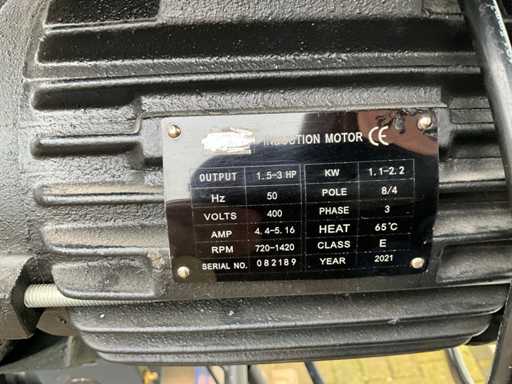 INDUCTION MOTOR CE
OUTPUT 1.5-3 HP KW 1.1-2.2
Hz 50 POLE 8/4
VOLTS 400 PHASE 3
AMP 4.4-5.16 HEAT 65°C
RPM 720-1420 CLASS E
SERIAL NO. 082189 YEAR 2021